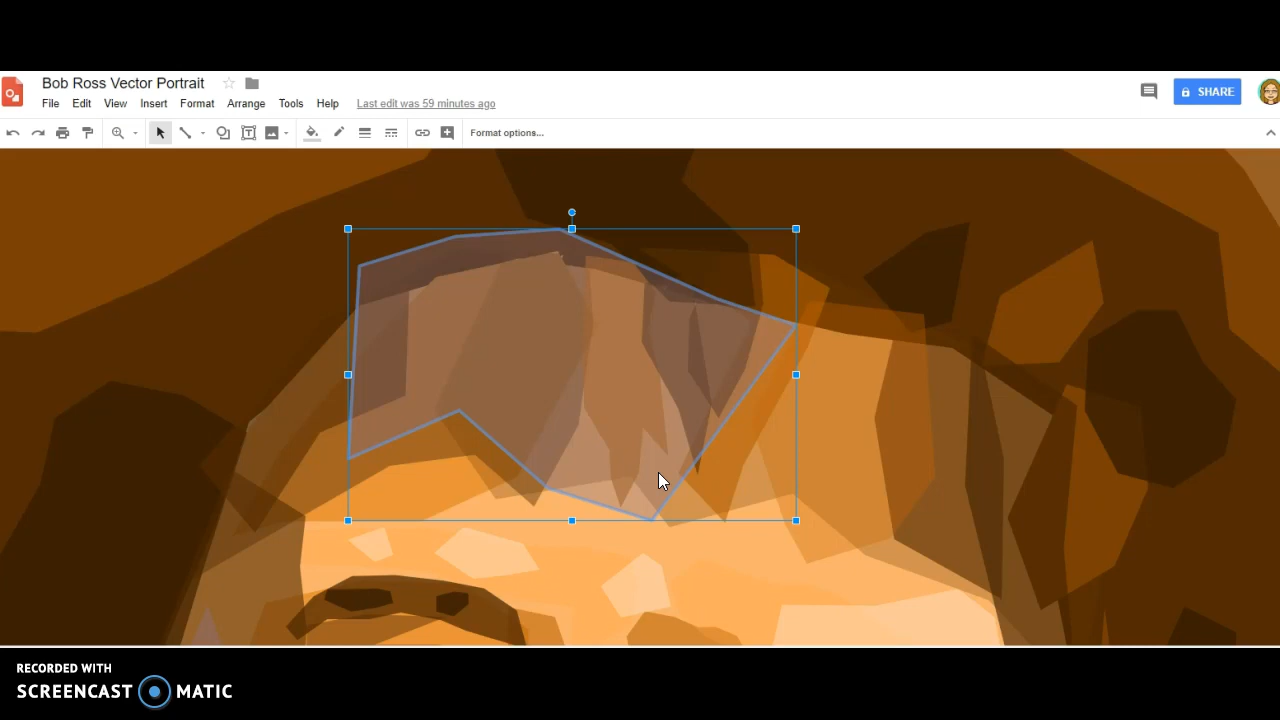 Bob Ross Vector Portrait
File Edit View Insert Format Arrange Tools Help Last edit was 59 minutes ago
SHARE
Format options...
RECORDED WITH
SCREENCAST MATIC